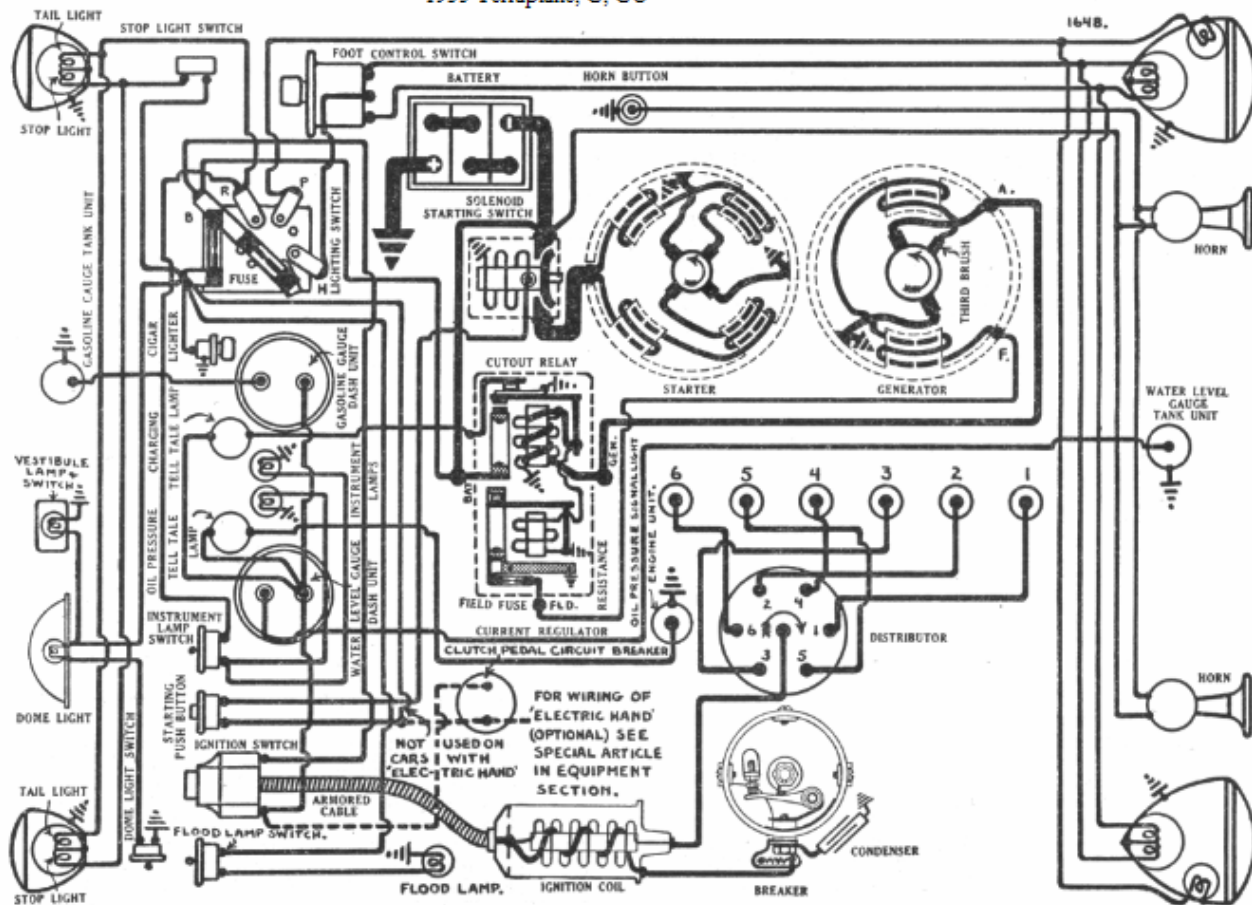 TAIL LIGHT
STOP LIGHT SWITCH
1648.
FOOT CONTROL SWITCH
BATTERY
HORN BUTTON
STOP LIGHT
R
P
A.
B
SOLENOID
STARTING SWITCH
LIGHTING SWITCH
FUSE
H
GASOLINE GAUGE TANK UNIT
THIRD BRUSH
HORN
CIGAR
LIGHTER
GASOLINE GAUGE
DASH UNIT
CUTOUT RELAY
STARTER
GENERATOR
F.
WATER LEVEL
GAUGE
TANK UNIT
CHARGING
TELL TALE LAMP
VESTIBULE
LAMP &
SWITCH.
INSTRUMENT
LAMPS
BAT
GEN.
OIL PRESSURE SIGNAL LIGHT
ENGINE UNIT.
6
5
4
3
2
1
OIL PRESSURE
TELL TALE
LAMP
WATER LEVEL GAUGE
DASH UNIT
RESISTANCE
FIELD FUSE
FLD.
2
4
6
1
3
5
DISTRIBUTOR
INSTRUMENT
LAMP
SWITCH
CURRENT REGULATOR
CLUTCH PEDAL CIRCUIT BREAKER
HORN
DOME LIGHT
STARTING
PUSH BUTTON
FOR WIRING OF
'ELECTRIC HAND'
(OPTIONAL) SEE
SPECIAL ARTICLE
IN EQUIPMENT
SECTION.
IGNITION SWITCH
NOT USED ON
CARS WITH
'ELECTRIC HAND'
DOME LIGHT SWITCH
TAIL LIGHT
ARMORED
CABLE
FLOOD LAMP SWITCH.
CONDENSER
STOP LIGHT
FLOOD LAMP.
IGNITION COIL
BREAKER